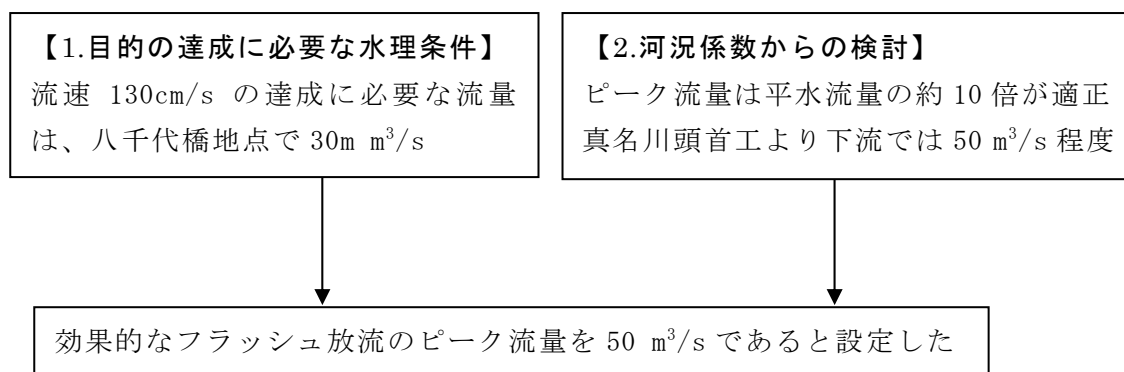 【1.目的の達成に必要な水理条件】
流速 130cm/s の達成に必要な流量
は、八千代橋地点で 30m m³/s
【2.河況係数からの検討】
ピーク流量は平水流量の約 10 倍が適正
真名川頭首工より下流では 50 m³/s 程度
効果的なフラッシュ放流のピーク流量を 50 m³/s であると設定した